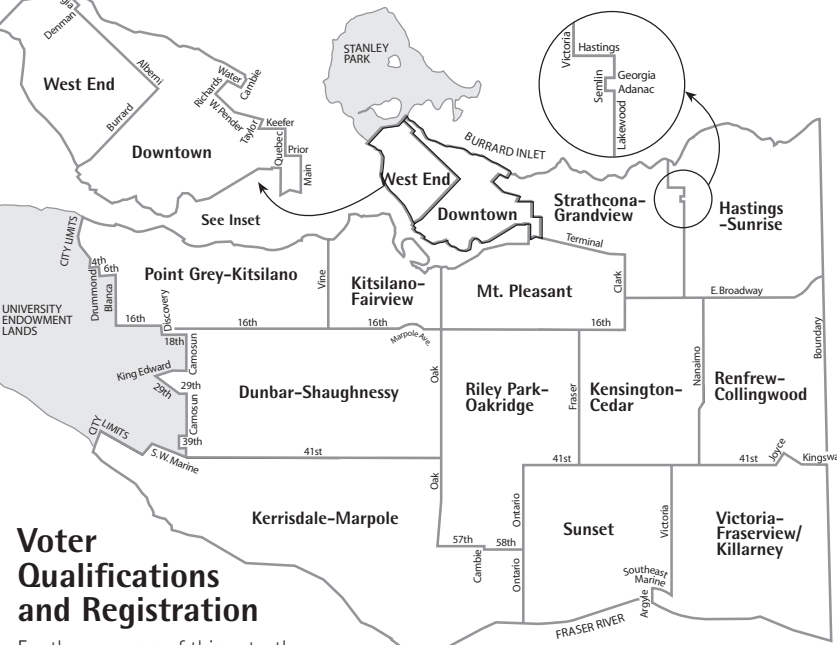 gia
Denman
West End
Alberni
Burrard
Downtown
Water
Cambie
Richards
W.Pender
Taylor
Keefer
Quebec
Prior
Main
See Inset
STANLEY
PARK
BURRARD INLET
West End
Downtown
Victoria
Hastings
Semlin
Georgia
Adanac
Lakewood
Strathcona-
Grandview
Hastings
-Sunrise
Terminal
Clark
E.Broadway
Boundary
CITY LIMITS
UNIVERSITY
ENDOWMENT
LANDS
4th
6th
Drummond
Blanca
16th
Discovery
18th
Camosun
King Edward
29th
29th
Camosun
39th
CITY LIMITS
S.W. Marine
Point Grey-Kitsilano
Vine
16th
Kitsilano-
Fairview
16th
Marpole Ave.
Mt. Pleasant
16th
Dunbar-Shaughnessy
Oak
41st
Riley Park-
Oakridge
Fraser
Kensington-
Cedar
Nanaimo
Renfrew-
Collingwood
41st
41st
Joyce
Kingswa
Kerrisdale-Marpole
Oak
57th
58th
Cambie
Ontario
Ontario
Sunset
Victoria
Southeast
Marine
Argyle
Victoria-
Fraserview/
Killarney
FRASER RIVER
Voter
Qualifications
and Registration